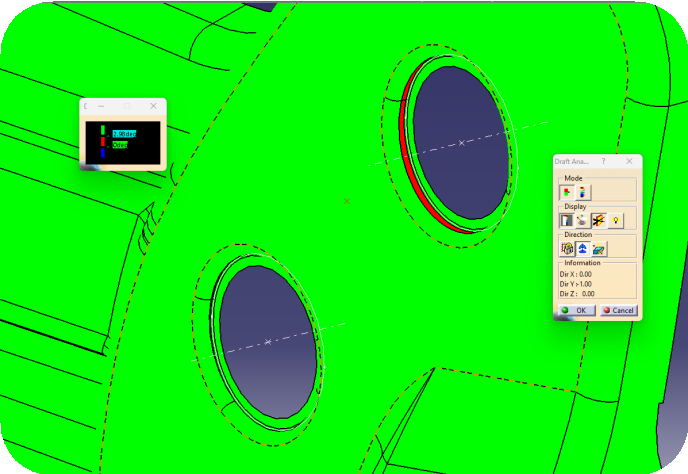 2.98deg
0deg
Draft Ana... ?
Mode
Display
Direction
Information
Dir X : 0.00
Dir Y : 1.00
Dir Z : 0.00
OK Cancel